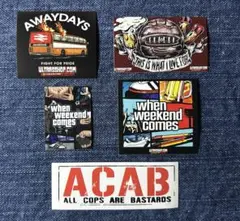 AWAYDAYS
FIGHT FOR PRIDE
THIS IS WHAT I LOVE
when
weekend
comes
when
weekend
comes
ACAB
ALL COPS ARE BASTARDS